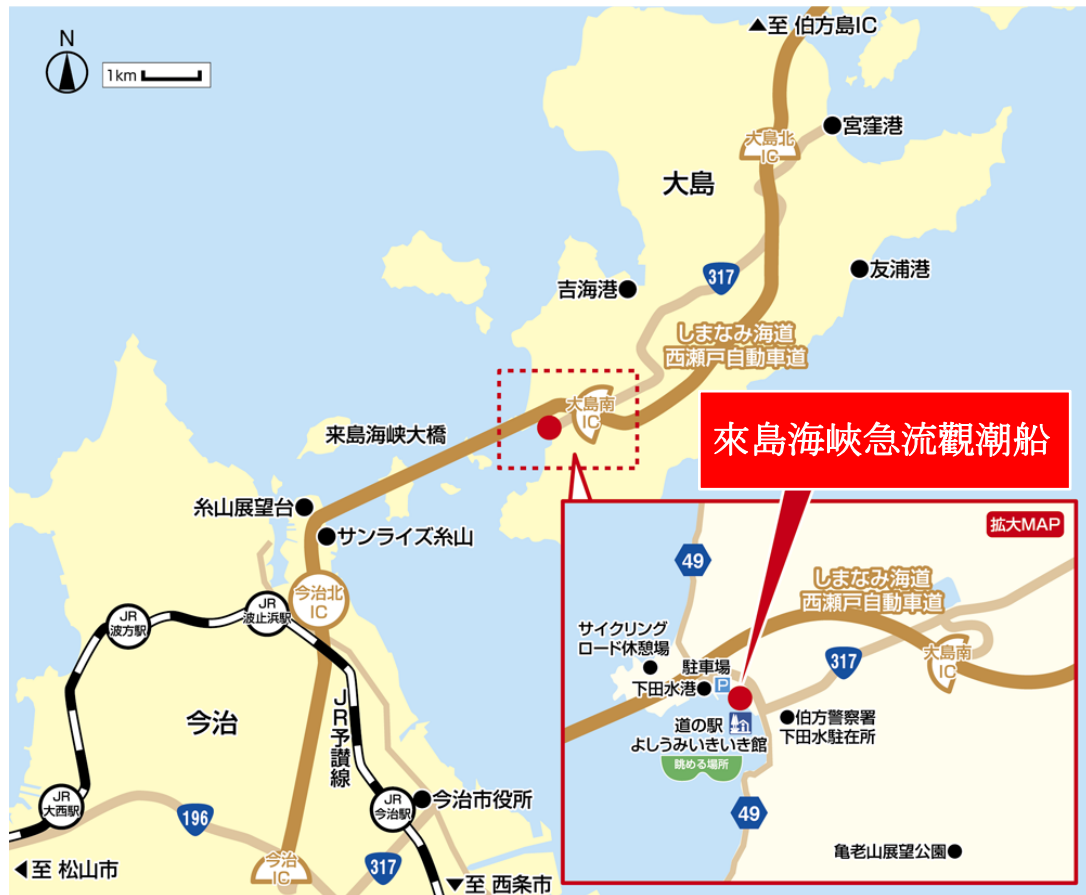 ▲至 伯方島IC
N
1km
大島北
IC
宮窪港
大島
317
友浦港
吉海港
しまなみ海道
西瀬戸自動車道
大島南
IC
来島海峡大橋
來島海峽急流觀潮船
糸山展望台
サンライズ糸山
今治北
IC
JR
波止浜駅
JR
波方駅
今治
JR予讃線
JR
大西駅
JR
今治駅
今治市役所
196
317
今治
IC
◀至 松山市
▼至 西条市
拡大MAP
49
しまなみ海道
西瀬戸自動車道
サイクリング
ロード休憩場
駐車場
P
下田水港
317
大島南
IC
道の駅
よしうみいきいき館
眺める場所
伯方警察署
下田水駐在所
49
亀老山展望公園